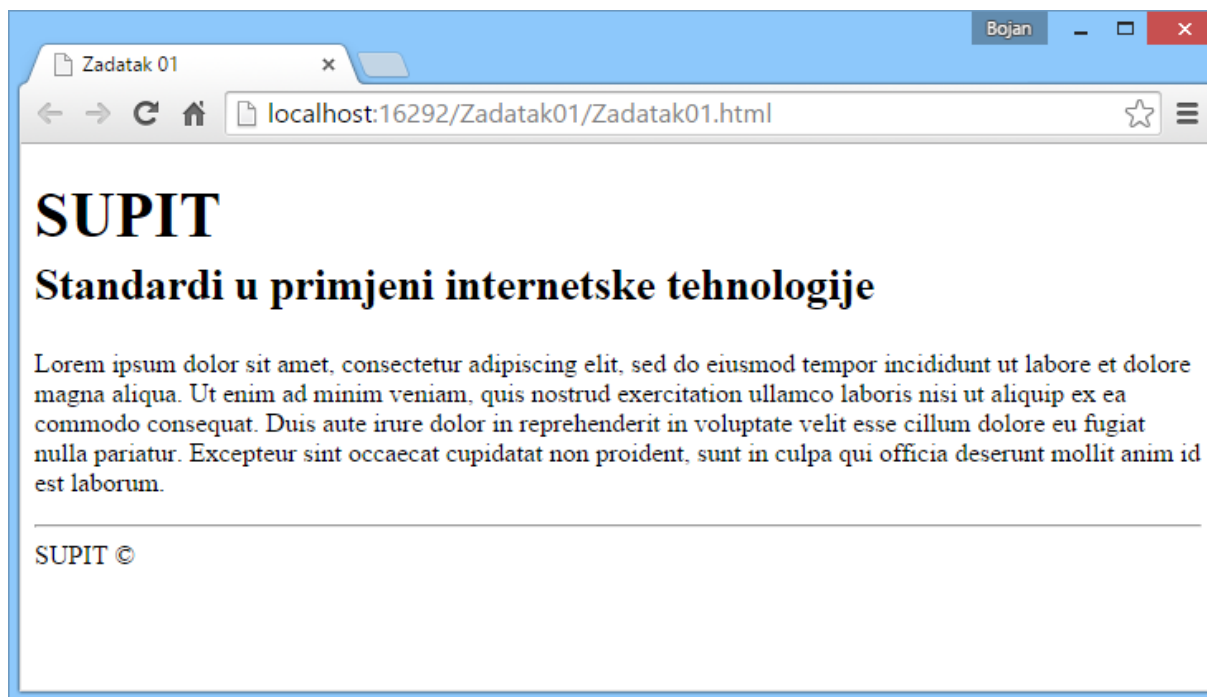 Bojan
Zadatak 01
localhost:16292/Zadatak01/Zadatak01.html
SUPIT
Standardi u primjeni internetske tehnologije
Lorem ipsum dolor sit amet, consectetur adipiscing elit, sed do eiusmod tempor incididunt ut labore et dolore
magna aliqua. Ut enim ad minim veniam, quis nostrud exercitation ullamco laboris nisi ut aliquip ex ea
commodo consequat. Duis aute irure dolor in reprehenderit in voluptate velit esse cillum dolore eu fugiat
nulla pariatur. Excepteur sint occaecat cupidatat non proident, sunt in culpa qui officia deserunt mollit anim id
est laborum.
SUPIT ©